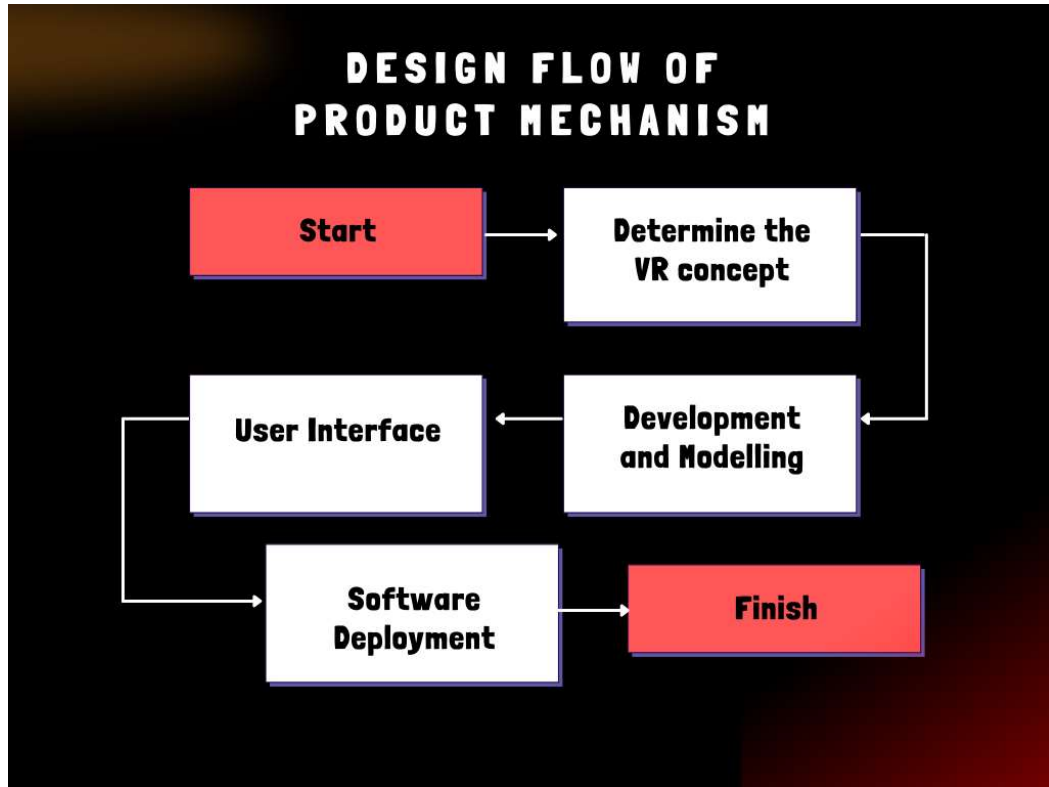 DESIGN FLOW OF
PRODUCT MECHANISM
Start
Determine the
VR concept
Development
and Modelling
User Interface
Software
Deployment
Finish